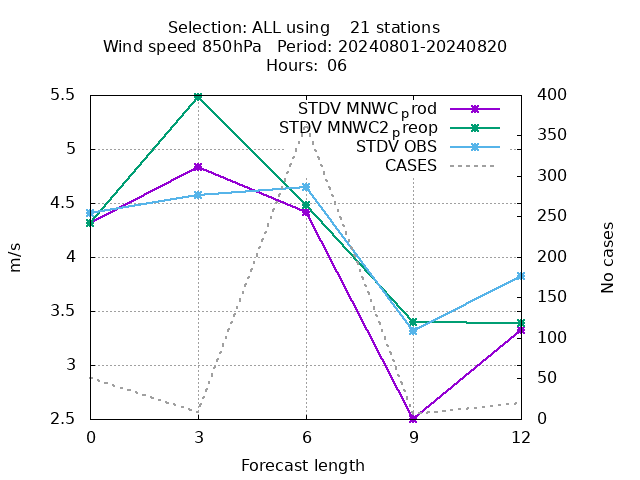 Selection: ALL using    21 stations
Wind speed 850hPa   Period: 20240801-20240820
Hours:  06
5.5
5
4.5
4
3.5
3
2.5
400
350
300
250
200
150
100
50
0
STDV MNWC_prod
STDV MNWC2_preop
STDV OBS
CASES
m/s
No cases
0
3
6
9
12
Forecast length